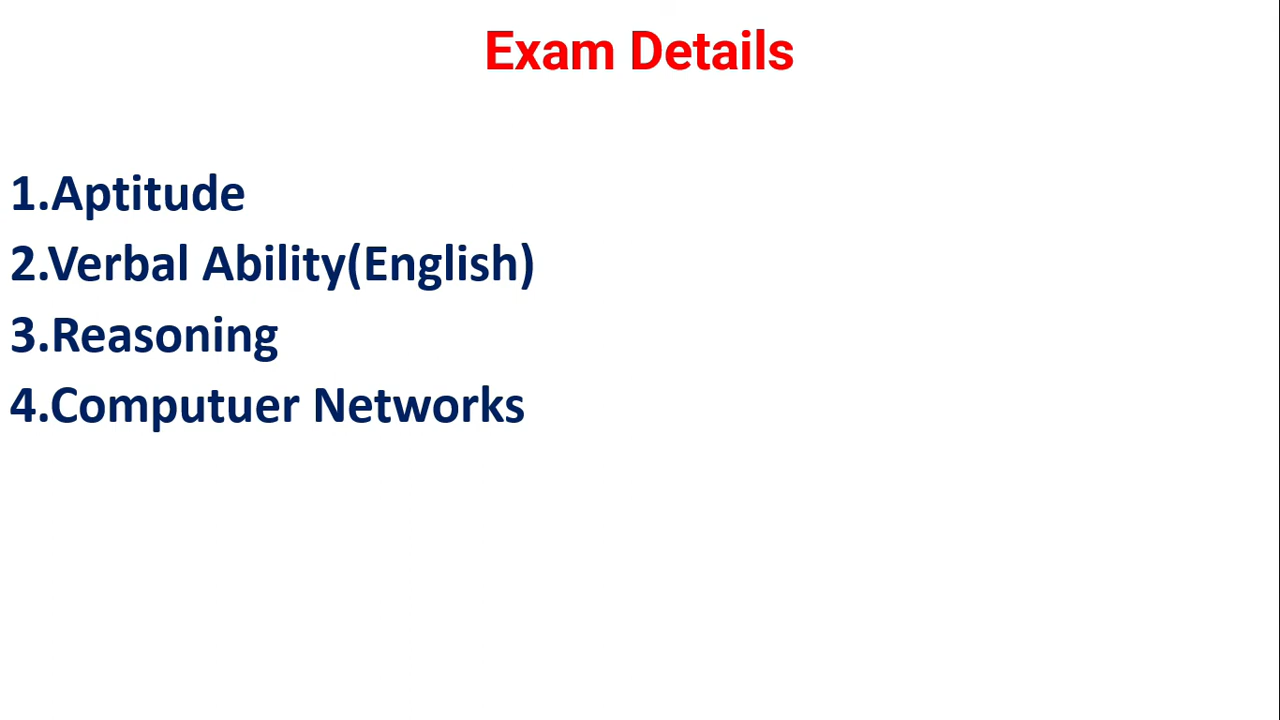 Exam Details
1.Aptitude
2.Verbal Ability(English)
3.Reasoning
4.Computuer Networks